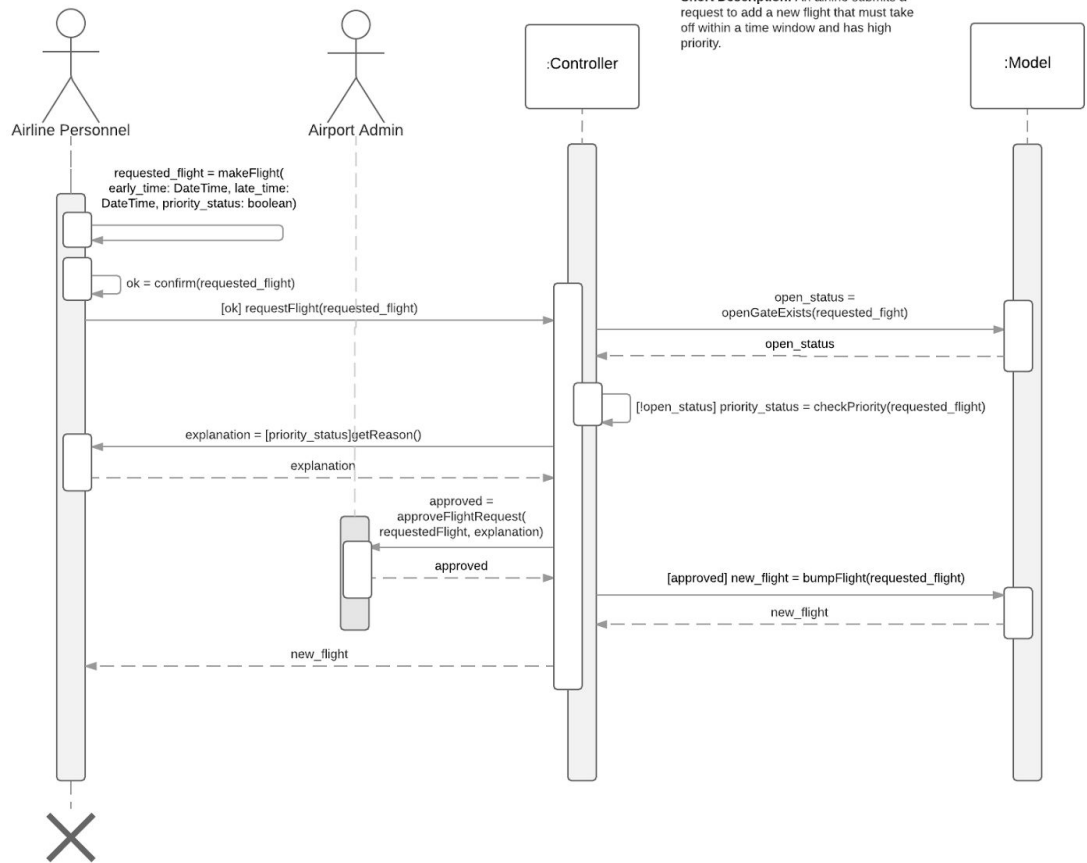 request to add a new flight that must take
off within a time window and has high
priority.
:Controller
:Model
Airline Personnel
Airport Admin
requested_flight = makeFlight(
early_time: DateTime, late_time:
DateTime, priority_status: boolean)
ok = confirm(requested_flight)
[ok] requestFlight(requested_flight)
open_status =
openGateExists(requested_fight)
open_status
[!open_status] priority_status = checkPriority(requested_flight)
explanation = [priority_status]getReason()
explanation
approved =
approveFlightRequest(
requestedFlight, explanation)
approved
[approved] new_flight = bumpFlight(requested_flight)
new_flight
new_flight